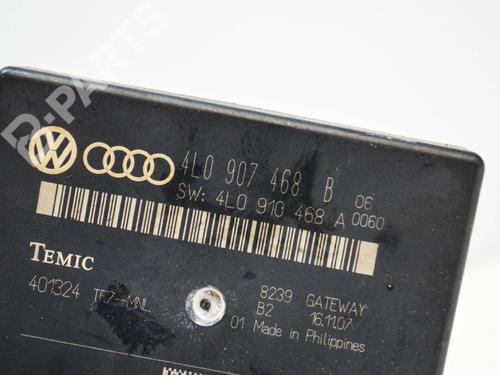 D-PARTS
4L0 907 468 B 06
SW: 4L0 910 468 A 0060
TEMIC
401324 TF7-MNL
8239 GATEWAY
B2 16.11.07
01 Made in Philippines